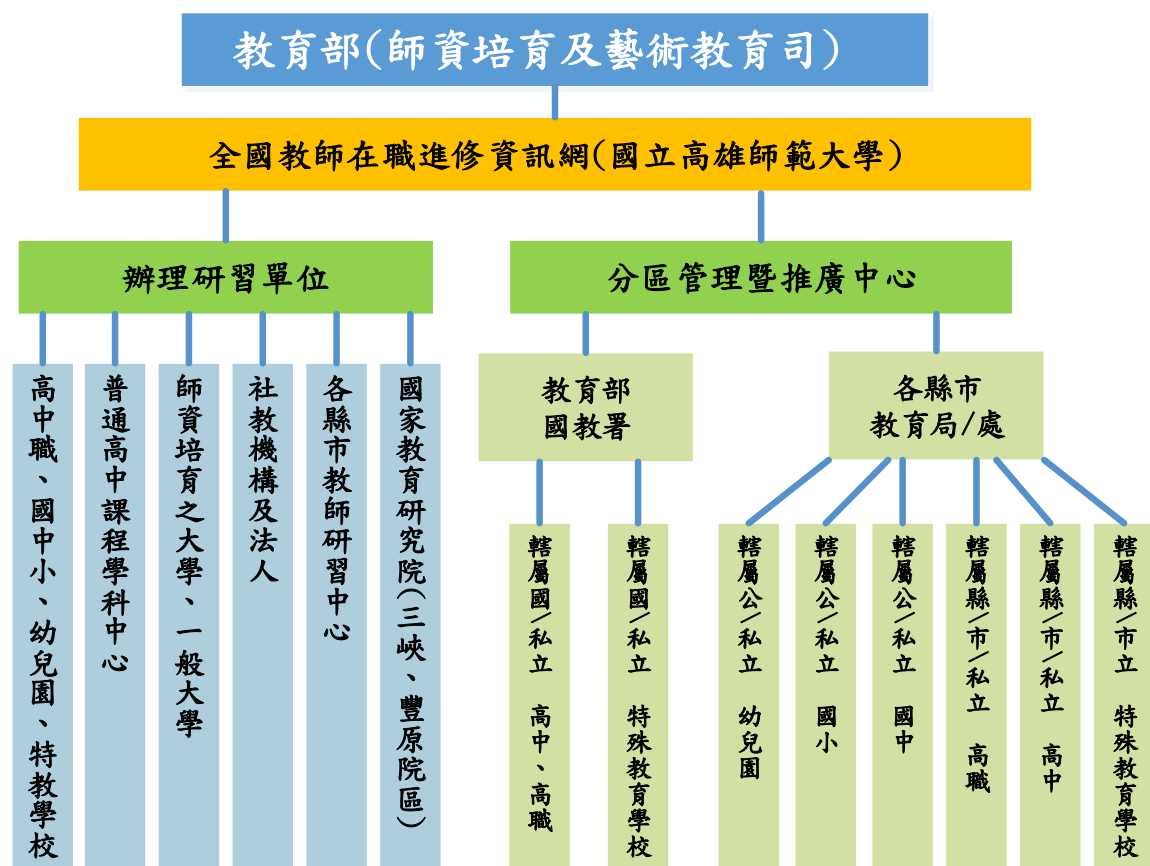 教育部(師資培育及藝術教育司)
全國教師在職進修資訊網(國立高雄師範大學)
辦理研習單位
分區管理暨推廣中心
高中職、國中小、幼兒園、特教學校
普通高中課程學科中心
師資培育之大學、一般大學
社教機構及法人
各縣市教師研習中心
國家教育研究院(三峽、豐原院區)
教育部
國教署
各縣市
教育局/處
轄屬國/私立 高中、高職
轄屬國/私立 特殊教育學校
轄屬公/私立 幼兒園
轄屬公/私立 國小
轄屬公/私立 國中
轄屬縣/市/私立 高職
轄屬縣/市/私立 高中
轄屬縣/市立 特殊教育學校